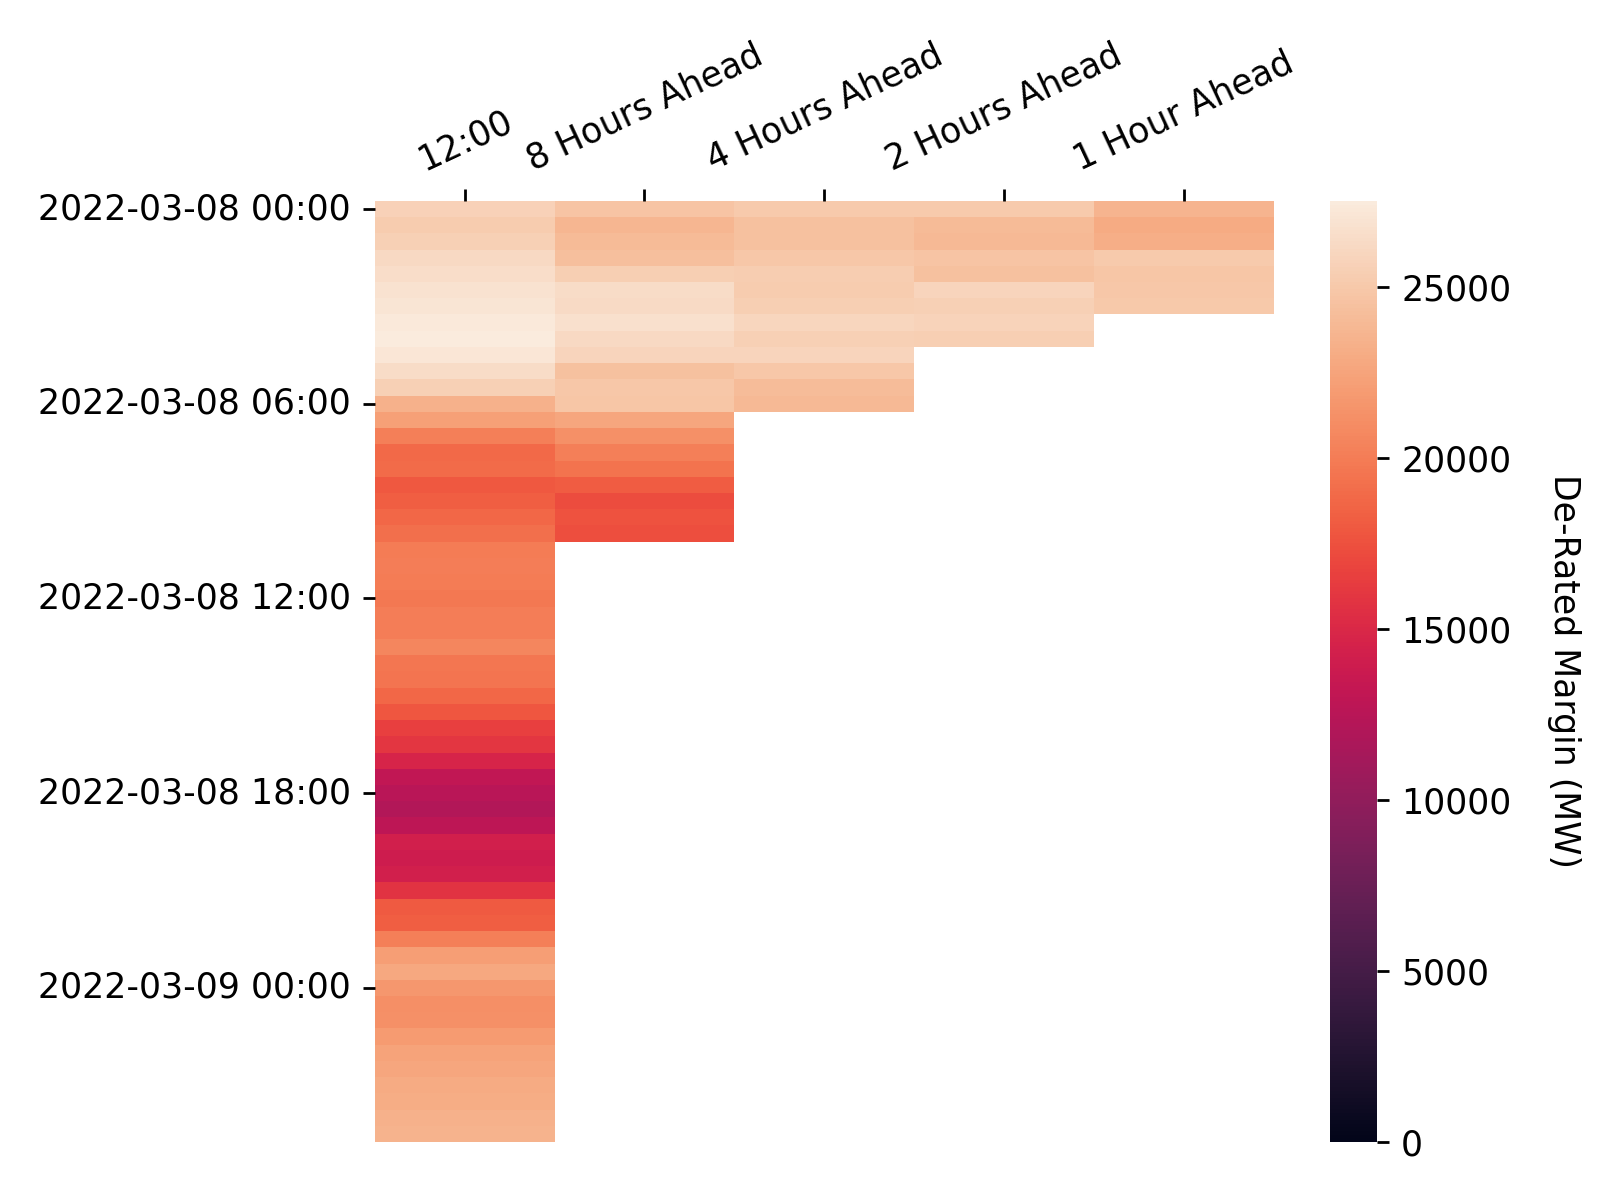 12:00
8 Hours Ahead
4 Hours Ahead
2 Hours Ahead
1 Hour Ahead
2022-03-08 00:00
2022-03-08 06:00
2022-03-08 12:00
2022-03-08 18:00
2022-03-09 00:00
25000
20000
15000
10000
5000
0
De-Rated Margin (MW)